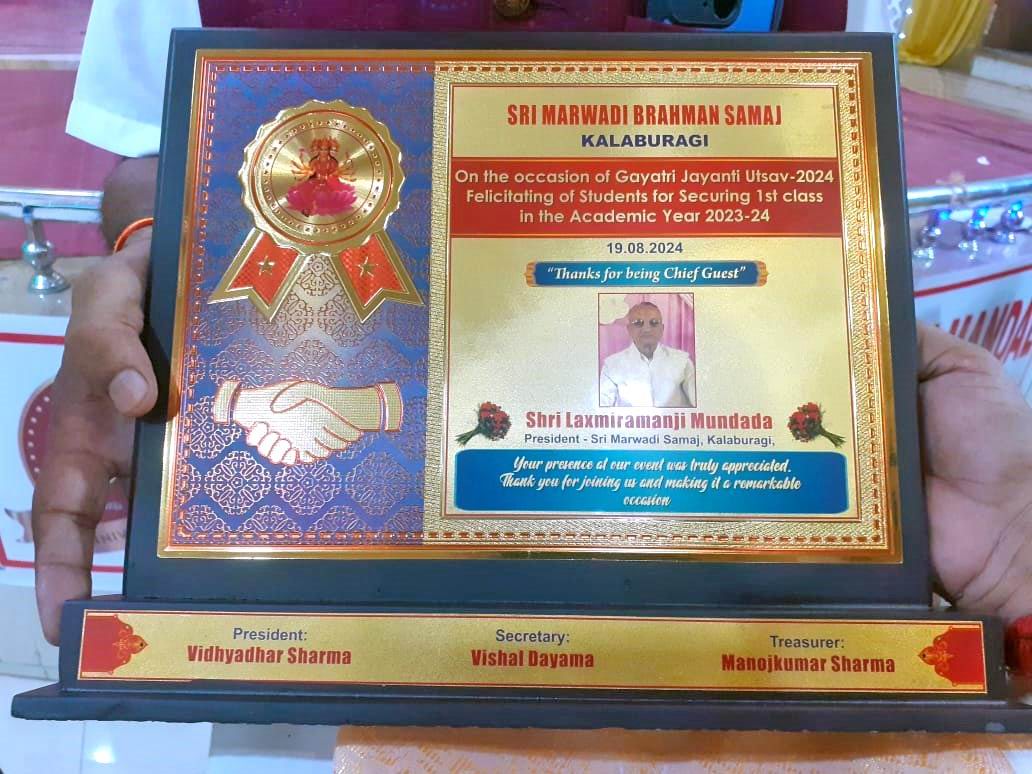 SRI MARWADI BRAHMAN SAMAJ
KALABURAGI
On the occasion of Gayatri Jayanti Utsav-2024
Felicitating of Students for Securing 1st class
in the Academic Year 2023-24
19.08.2024
"Thanks for being Chief Guest"
Shri Laxmiramanji Mundada
President - Sri Marwadi Samaj, Kalaburagi,
Your presence at our event was truly appreciated.
Thank you for joining us and making it a remarkable
occasion
President:
Vidhyadhar Sharma
Secretary:
Vishal Dayama
Treasurer:
Manojkumar Sharma